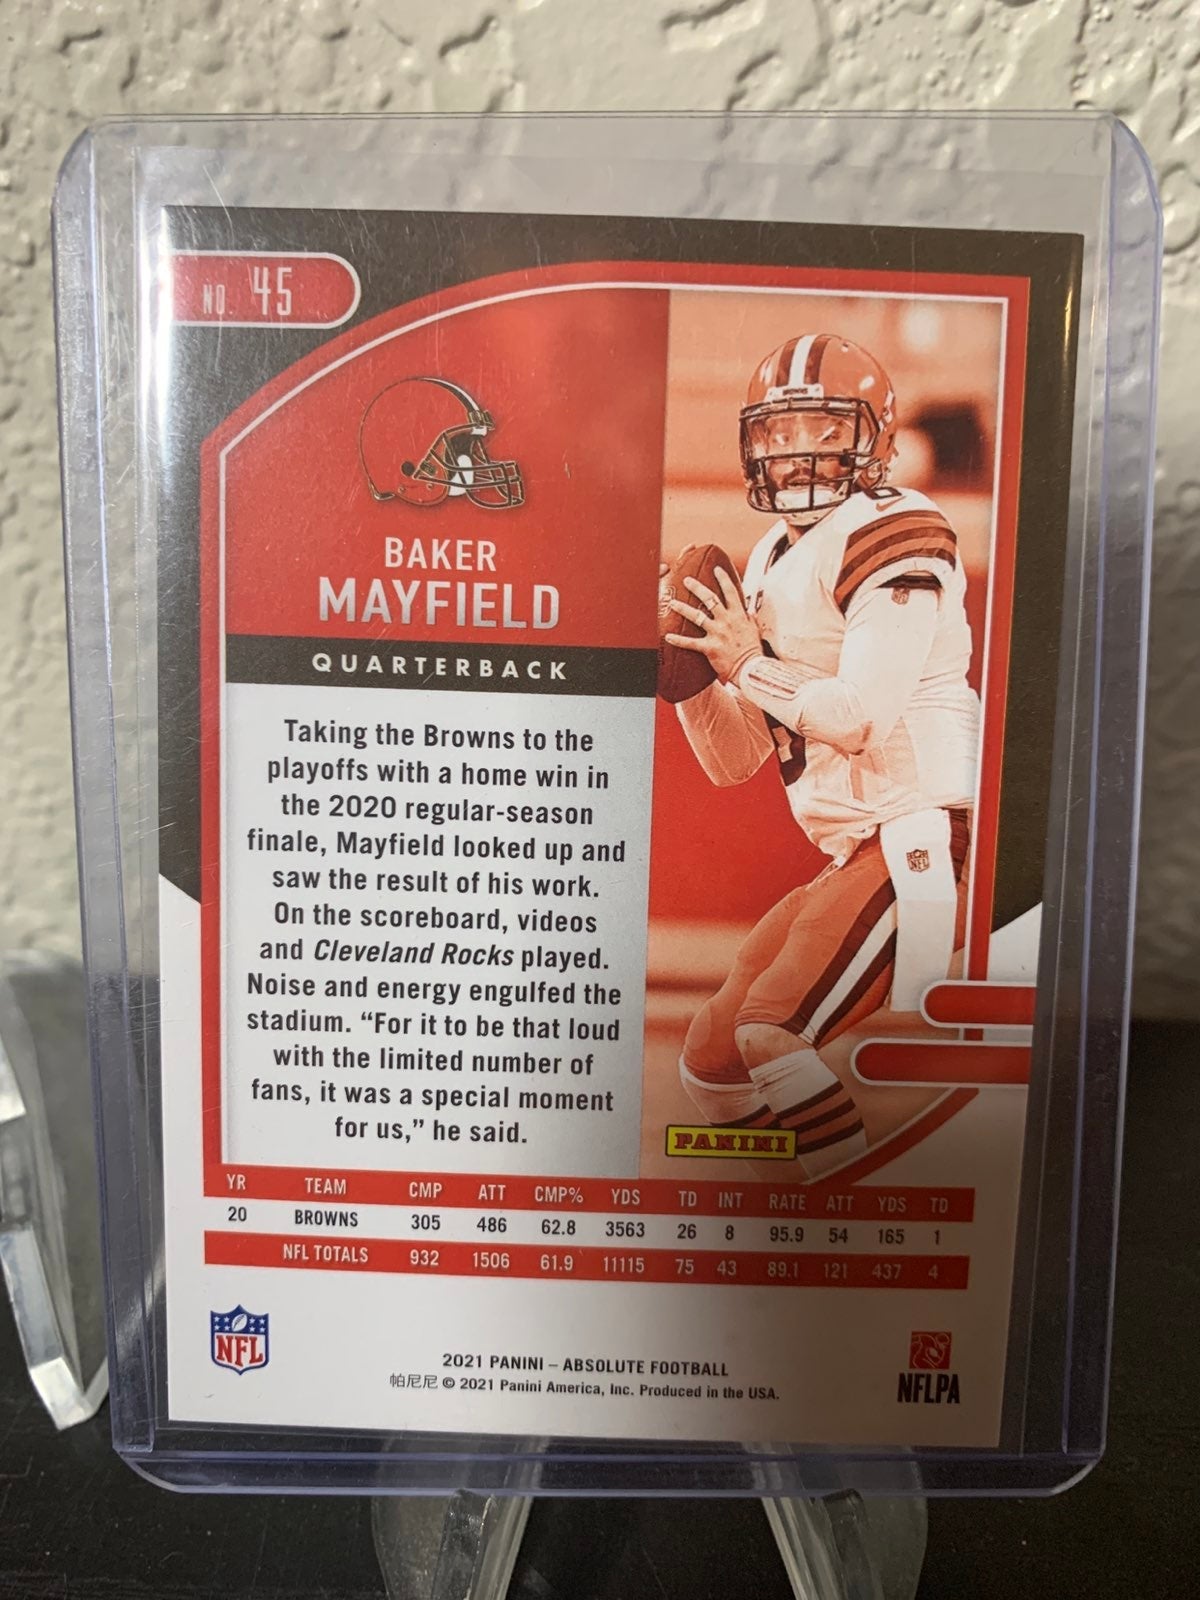 NO. 45
BROWNS
BAKER
MAYFIELD
QUARTERBACK
Taking the Browns to the
playoffs with a home win in
the 2020 regular-season
finale, Mayfield looked up and
saw the result of his work.
On the scoreboard, videos
and Cleveland Rocks played.
Noise and energy engulfed the
stadium. “For it to be that loud
with the limited number of
fans, it was a special moment
for us,” he said.
NFL
PANINI
YR TEAM CMP ATT CMP% YDS TD INT RATE ATT YDS TD
20 BROWNS 305 486 62.8 3563 26 8 95.9 54 165 1
NFL TOTALS 932 1506 61.9 11115 75 43 89.1 121 437 4
NFL
2021 PANINI – ABSOLUTE FOOTBALL
帕尼尼 © 2021 Panini America, Inc. Produced in the USA.
NFLPA